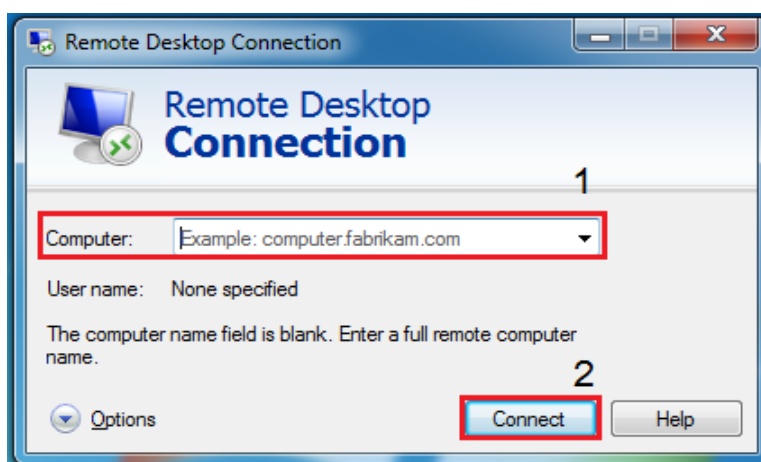 Remote Desktop Connection
Remote Desktop
Connection
1
Computer: Example: computer.fabrikam.com
User name: None specified
The computer name field is blank. Enter a full remote computer
name.
2
Options Connect Help